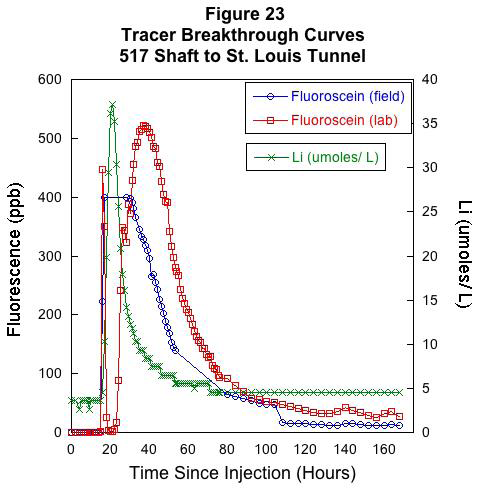 Figure 23
Tracer Breakthrough Curves
517 Shaft to St. Louis Tunnel
600
500
400
300
200
100
0
Fluorescence (ppb)
Fluoroscein (field)
Fluoroscein (lab)
Li (umoles/ L)
40
35
30
25
20
15
10
5
0
Li (umoles/ L)
0 20 40 60 80 100 120 140 160
Time Since Injection (Hours)